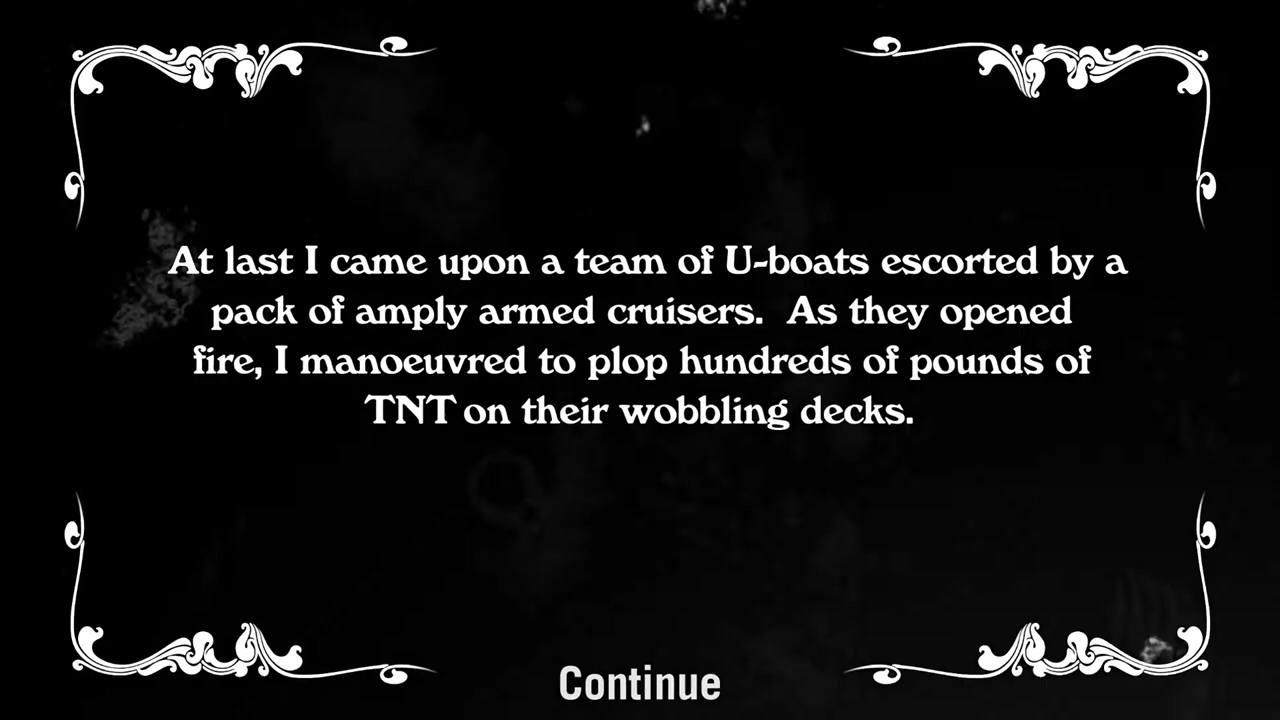 At last I came upon a team of U-boats escorted by a
pack of amply armed cruisers.  As they opened
fire, I manoeuvred to plop hundreds of pounds of
TNT on their wobbling decks.
Continue